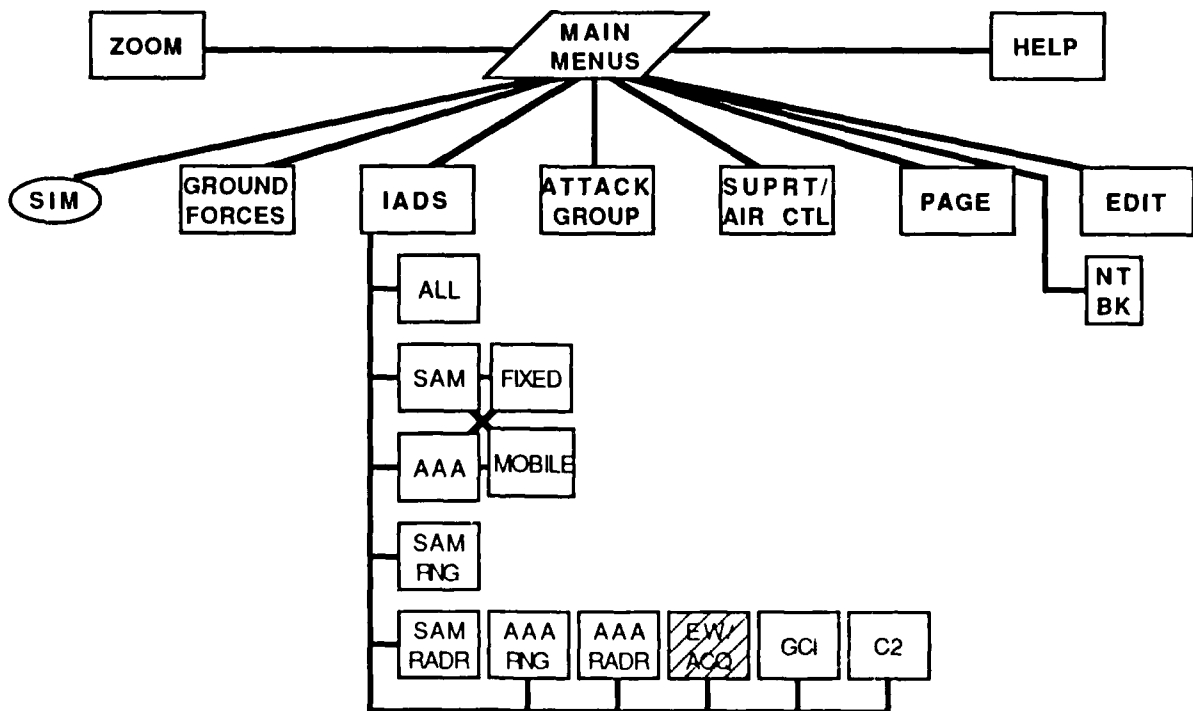 ZOOM
MAIN
MENUS
HELP
SIM
GROUND
FORCES
IADS
ATTACK
GROUP
SUPRT/
AIR CTL
PAGE
EDIT
NT
BK
ALL
SAM
FIXED
AAA
MOBILE
SAM
RNG
SAM
RADR
AAA
RNG
AAA
RADR
EW/
ACQ
GCI
C2